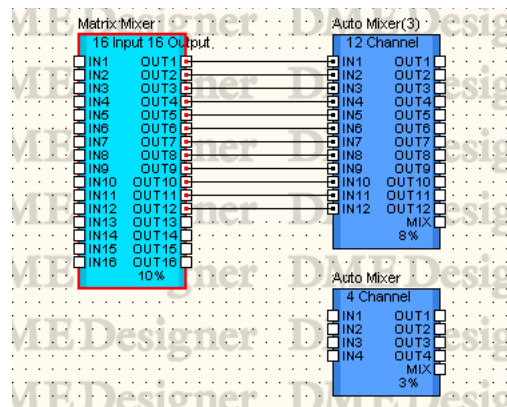 Matrix Mixer
16 Input 16 Output
IN1 OUT1
IN2 OUT2
IN3 OUT3
IN4 OUT4
IN5 OUT5
IN6 OUT6
IN7 OUT7
IN8 OUT8
IN9 OUT9
IN10 OUT10
IN11 OUT11
IN12 OUT12
IN13 OUT13
IN14 OUT14
IN15 OUT15
IN16 OUT16
10%
Auto Mixer(3)
12 Channel
IN1 OUT1
IN2 OUT2
IN3 OUT3
IN4 OUT4
IN5 OUT5
IN6 OUT6
IN7 OUT7
IN8 OUT8
IN9 OUT9
IN10 OUT10
IN11 OUT11
IN12 OUT12
MIX
8%
Auto Mixer
4 Channel
IN1 OUT1
IN2 OUT2
IN3 OUT3
IN4 OUT4
MIX
3%
DME Designer